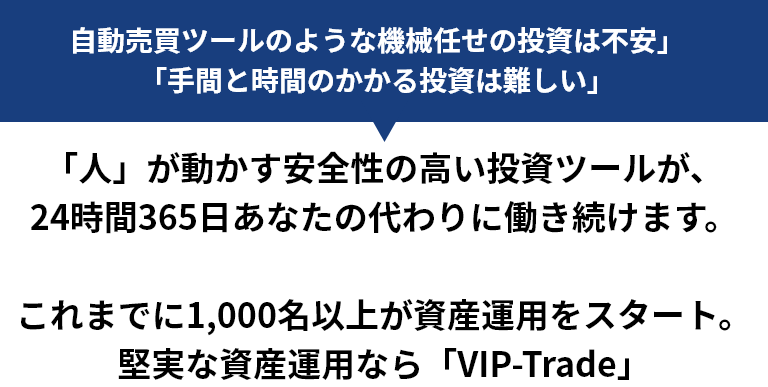 自動売買ツールのような機械任せの投資は不安」
「手間と時間のかかる投資は難しい」
「人」が動かす安全性の高い投資ツールが、
24時間365日あなたの代わりに働き続けます。
これまでに1,000名以上が資産運用をスタート。
堅実な資産運用なら「VIP-Trade」